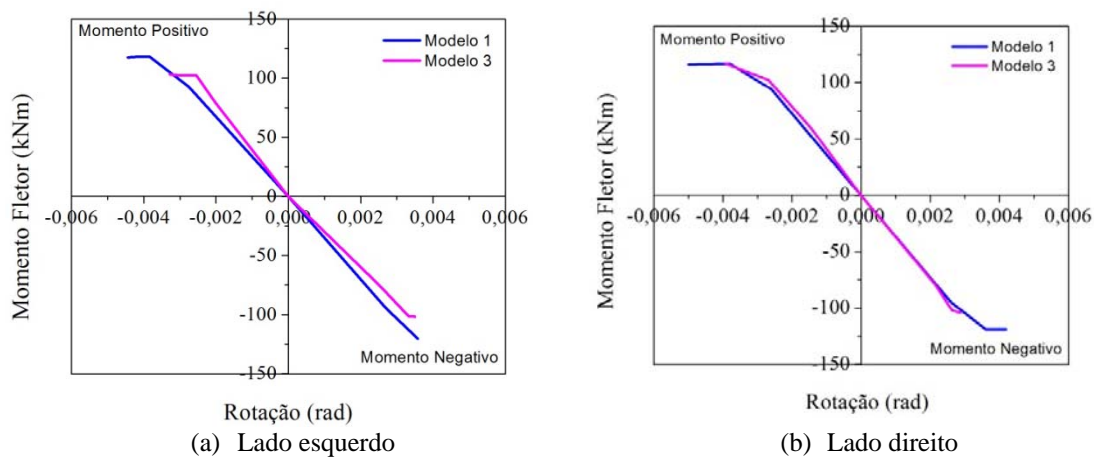 150
Momento Positivo
Modelo 1
Modelo 3
100
50
0
-0,006 -0,004 -0,002 0,000 0,002 0,004 0,006
-50
-100
Momento Negativo
-150
Momento Fletor (kNm)
Rotação (rad)
(a) Lado esquerdo
150
Momento Positivo
Modelo 1
Modelo 3
100
50
0
-0,006 -0,004 -0,002 0,000 0,002 0,004 0,006
-50
-100
Momento Negativo
-150
Momento Fletor (kNm)
Rotação (rad)
(b) Lado direito